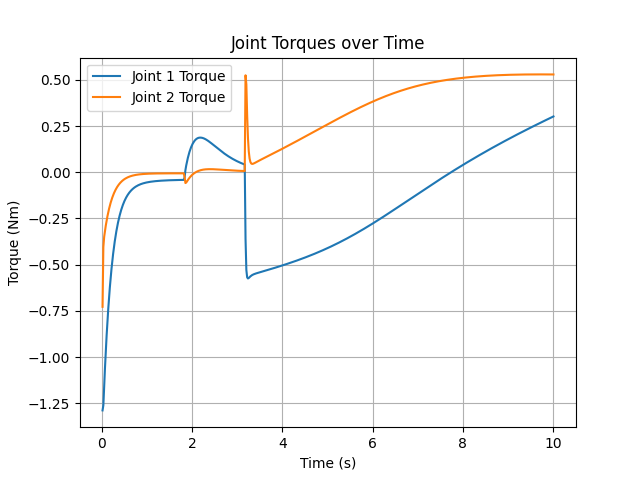 Joint Torques over Time
Joint 1 Torque
Joint 2 Torque
0.50
0.25
0.00
−0.25
−0.50
−0.75
−1.00
−1.25
Torque (Nm)
0 2 4 6 8 10
Time (s)